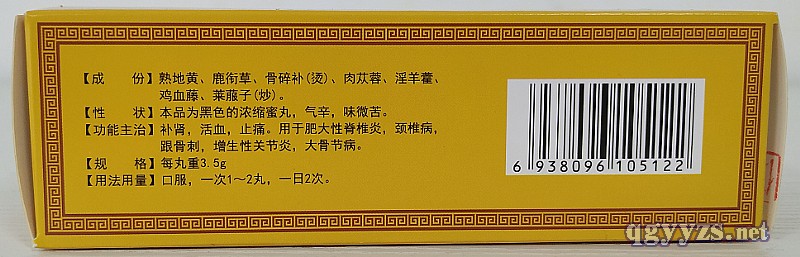 【成　份】熟地黄、鹿衔草、骨碎补(烫)、肉苁蓉、淫羊藿、
鸡血藤、莱菔子(炒)。
【性　状】本品为黑色的浓缩蜜丸，气辛，味微苦。
【功能主治】补肾，活血，止痛。用于肥大性脊椎炎，颈椎病，
跟骨刺，增生性关节炎，大骨节病。
【规　格】每丸重3.5g
【用法用量】口服，一次1～2丸，一日2次。
6 938096 105122
qgyyzs.net